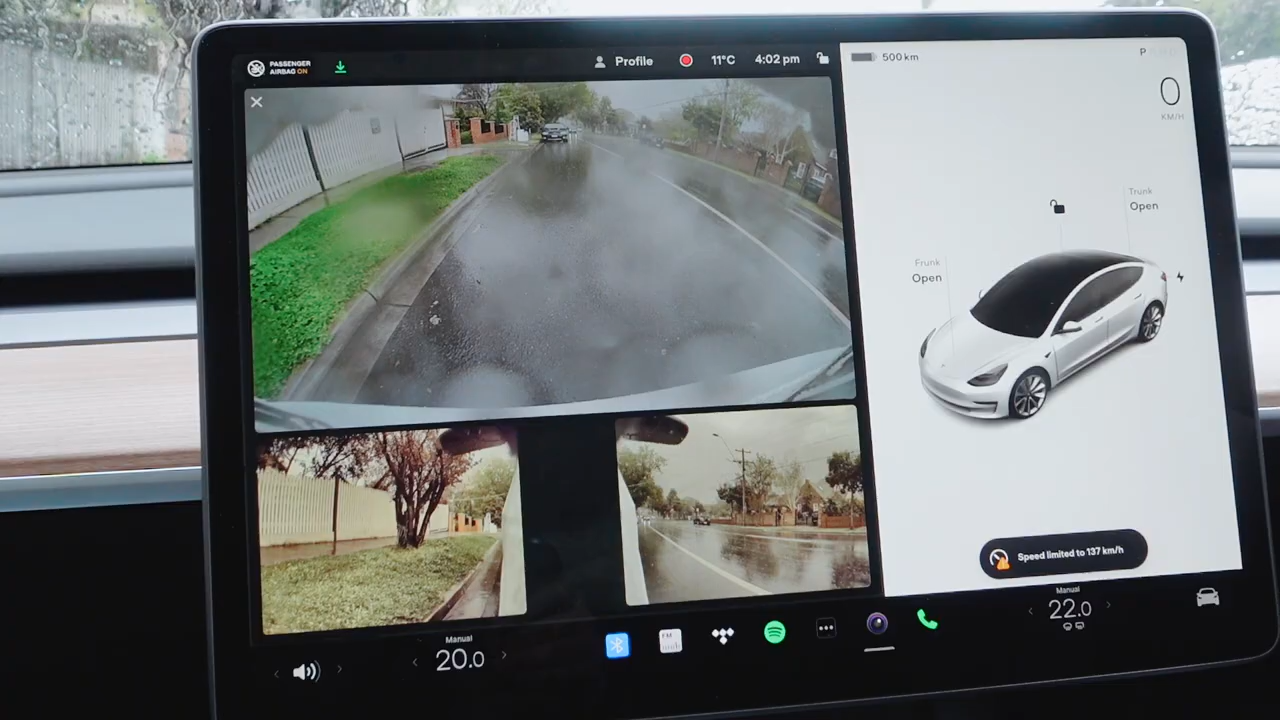 PASSENGER
AIRBAG ON
Profile
11°C
4:02 pm
500 km
P
0
KM/H
Trunk
Open
Frunk
Open
Speed limited to 137 km/h
Manual
20.0
FM
Manual
22.0